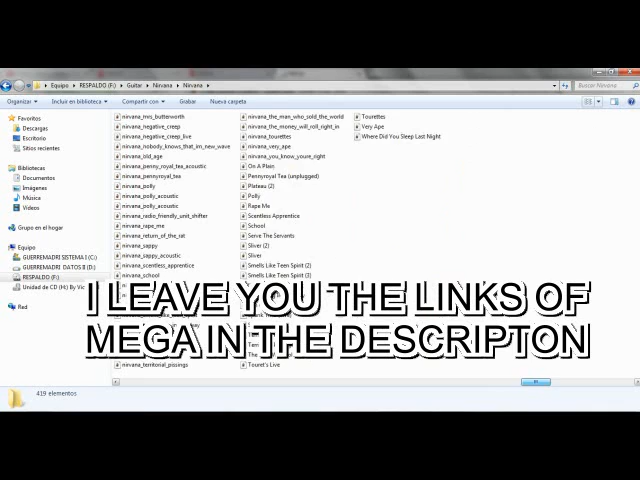 Equipo ▸ RESPALDO (F:) ▸ Guitar ▸ Nirvana ▸ Nirvana ▸
Buscar Nirvana
Organizar Incluir en biblioteca Compartir con Grabar Nueva carpeta
Favoritos
Descargas
Escritorio
Sitios recientes
Bibliotecas
Documentos
Imágenes
Música
Vídeos
Grupo en el hogar
Equipo
GUERREMADRI SISTEMA I (C:)
GUERREMADRI DATOS II (D:)
RESPALDO (F:)
Unidad de CD (H:) My Vic
Red
nirvana_mrs_butterworth
nirvana_negative_creep
nirvana_negative_creep_live
nirvana_nobody_knows_that_im_new_wave
nirvana_old_age
nirvana_penny_royal_tea_acoustic
nirvana_pennyroyal_tea
nirvana_polly
nirvana_polly_acoustic
nirvana_polly_acoustic
nirvana_radio_friendly_unit_shifter
nirvana_rape_me
nirvana_return_of_the_rat
nirvana_sappy
nirvana_sappy_acoustic
nirvana_scentless_apprentice
nirvana_school
nirvana_territorial_pissings
nirvana_the_man_who_sold_the_world
nirvana_the_money_will_roll_right_in
nirvana_tourettes
nirvana_very_ape
nirvana_you_know_youre_right
On A Plain
Pennyroyal Tea (unplugged)
Plateau (2)
Polly
Rape Me
Scentless Apprentice
School
Serve The Servants
Sliver (2)
Sliver
Smells Like Teen Spirit (2)
Smells Like Teen Spirit (3)
Touret's Live
Tourettes
Very Ape
Where Did You Sleep Last Night
I LEAVE YOU THE LINKS OF
MEGA IN THE DESCRIPTON
419 elementos